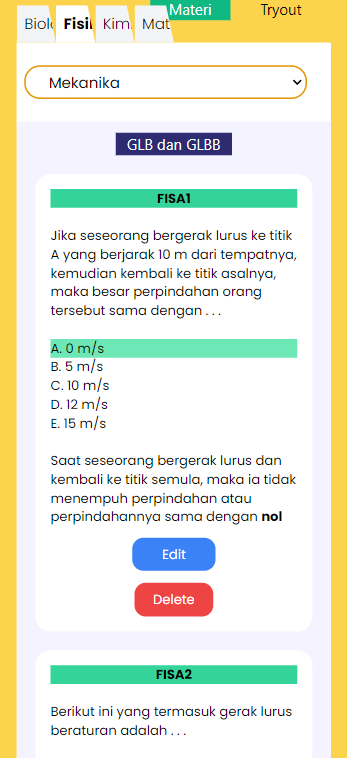 Materi Tryout
Biol Fisi Kim Mat
Mekanika
GLB dan GLBB
FISA1
Jika seseorang bergerak lurus ke titik
A yang berjarak 10 m dari tempatnya,
kemudian kembali ke titik asalnya,
maka besar perpindahan orang
tersebut sama dengan . . .
A. 0 m/s
B. 5 m/s
C. 10 m/s
D. 12 m/s
E. 15 m/s
Saat seseorang bergerak lurus dan
kembali ke titik semula, maka ia tidak
menempuh perpindahan atau
perpindahannya sama dengan nol
Edit
Delete
FISA2
Berikut ini yang termasuk gerak lurus
beraturan adalah . . .